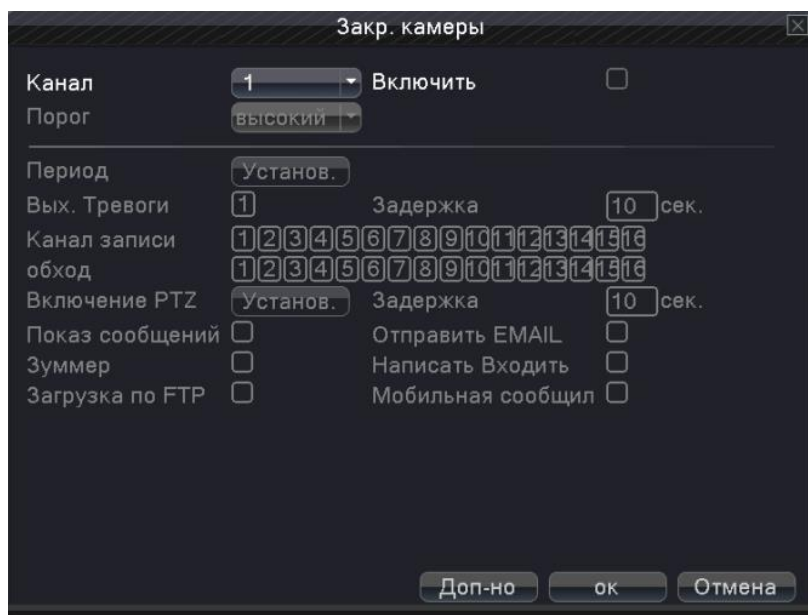 Закр. камеры
Канал 1 Включить
Порог высокий
Период Установ.
Вых. Тревоги 1 Задержка 10 сек.
Канал записи 1 2 3 4 5 6 7 8 9 10 11 12 13 14 15 16
обход 1 2 3 4 5 6 7 8 9 10 11 12 13 14 15 16
Включение PTZ Установ. Задержка 10 сек.
Показ сообщений Отправить EMAIL
Зуммер Написать Входить
Загрузка по FTP Мобильная сообщил
Доп-но ок Отмена